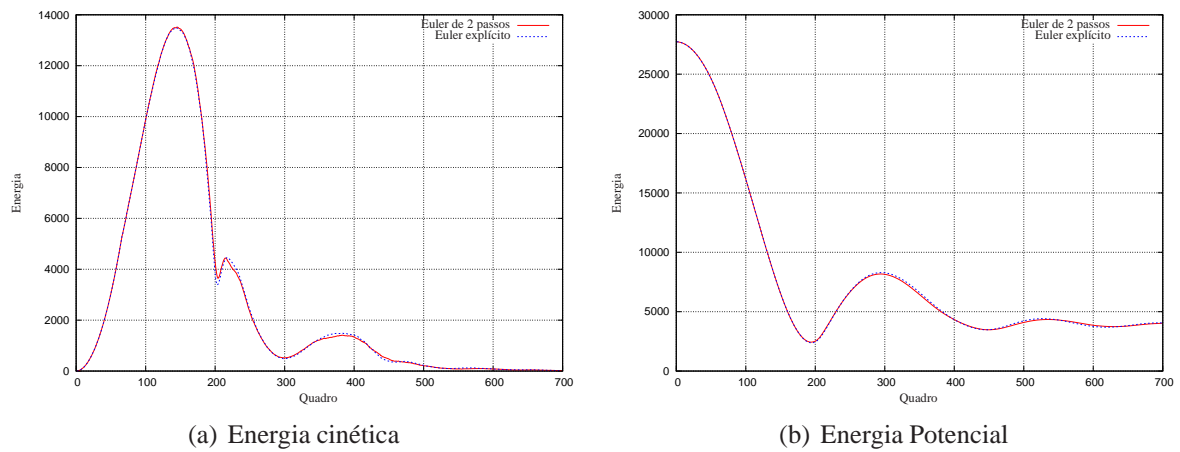 14000
12000
10000
8000
6000
4000
2000
0
Energia
Euler de 2 passos
Euler explícito
0 100 200 300 400 500 600 700
Quadro
(a) Energia cinética
30000
25000
20000
15000
10000
5000
0
Energia
Euler de 2 passos
Euler explícito
0 100 200 300 400 500 600 700
Quadro
(b) Energia Potencial